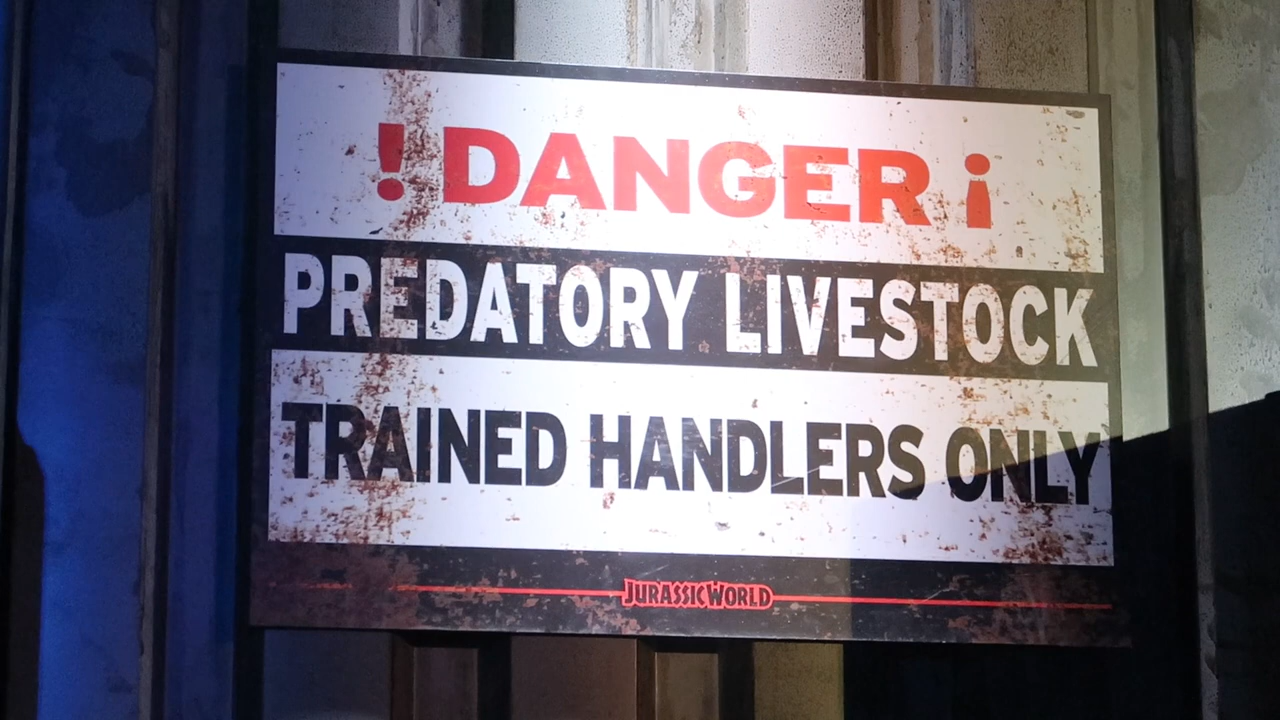 ! DANGER ¡
PREDATORY LIVESTOCK
TRAINED HANDLERS ONLY
JURASSIC WORLD